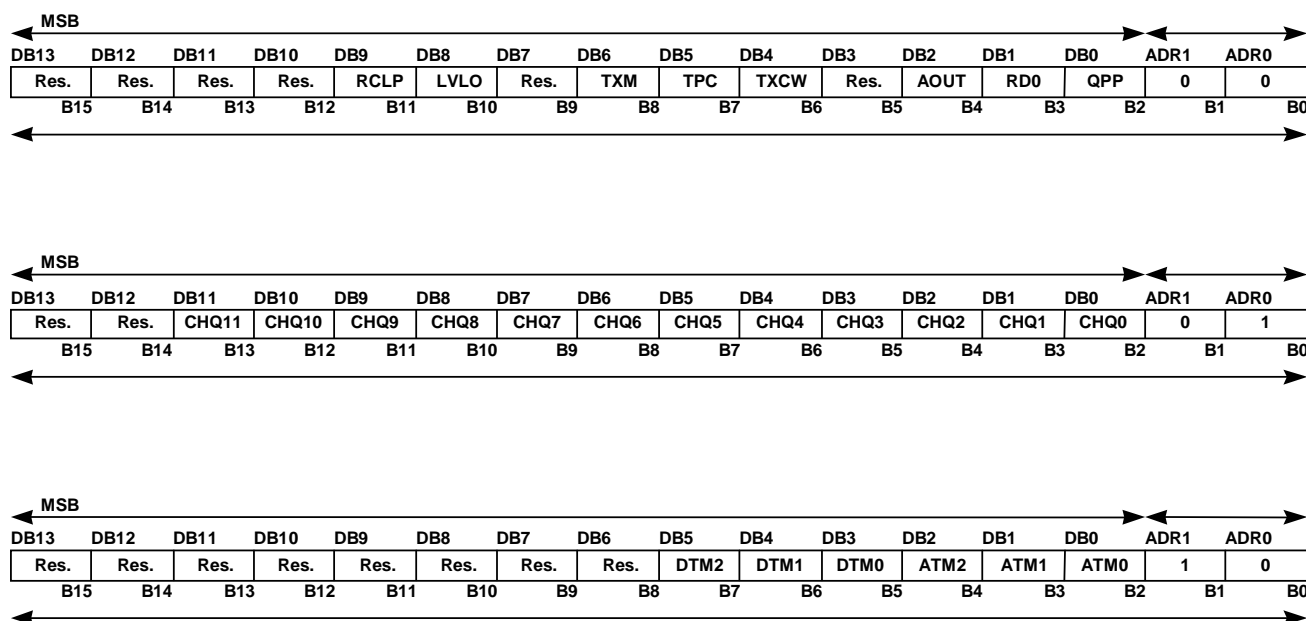 MSB
DB13 DB12 DB11 DB10 DB9 DB8 DB7 DB6 DB5 DB4 DB3 DB2 DB1 DB0 ADR1 ADR0
Res. Res. Res. Res. RCLP LVLO Res. TXM TPC TXCW Res. AOUT RD0 QPP 0 0
B15 B14 B13 B12 B11 B10 B9 B8 B7 B6 B5 B4 B3 B2 B1 B0
MSB
DB13 DB12 DB11 DB10 DB9 DB8 DB7 DB6 DB5 DB4 DB3 DB2 DB1 DB0 ADR1 ADR0
Res. Res. CHQ11 CHQ10 CHQ9 CHQ8 CHQ7 CHQ6 CHQ5 CHQ4 CHQ3 CHQ2 CHQ1 CHQ0 0 1
B15 B14 B13 B12 B11 B10 B9 B8 B7 B6 B5 B4 B3 B2 B1 B0
MSB
DB13 DB12 DB11 DB10 DB9 DB8 DB7 DB6 DB5 DB4 DB3 DB2 DB1 DB0 ADR1 ADR0
Res. Res. Res. Res. Res. Res. Res. Res. DTM2 DTM1 DTM0 ATM2 ATM1 ATM0 1 0
B15 B14 B13 B12 B11 B10 B9 B8 B7 B6 B5 B4 B3 B2 B1 B0